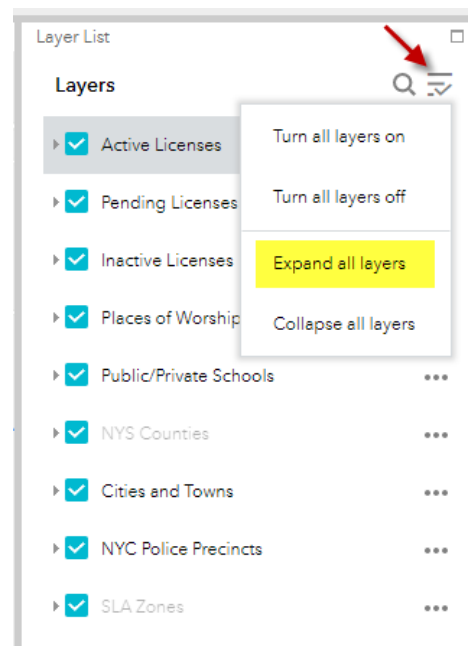 Layer List
Layers
Active Licenses
Turn all layers on
Pending Licenses
Turn all layers off
Inactive Licenses
Expand all layers
Places of Worship
Collapse all layers
Public/Private Schools
NYS Counties
Cities and Towns
NYC Police Precincts
SLA Zones